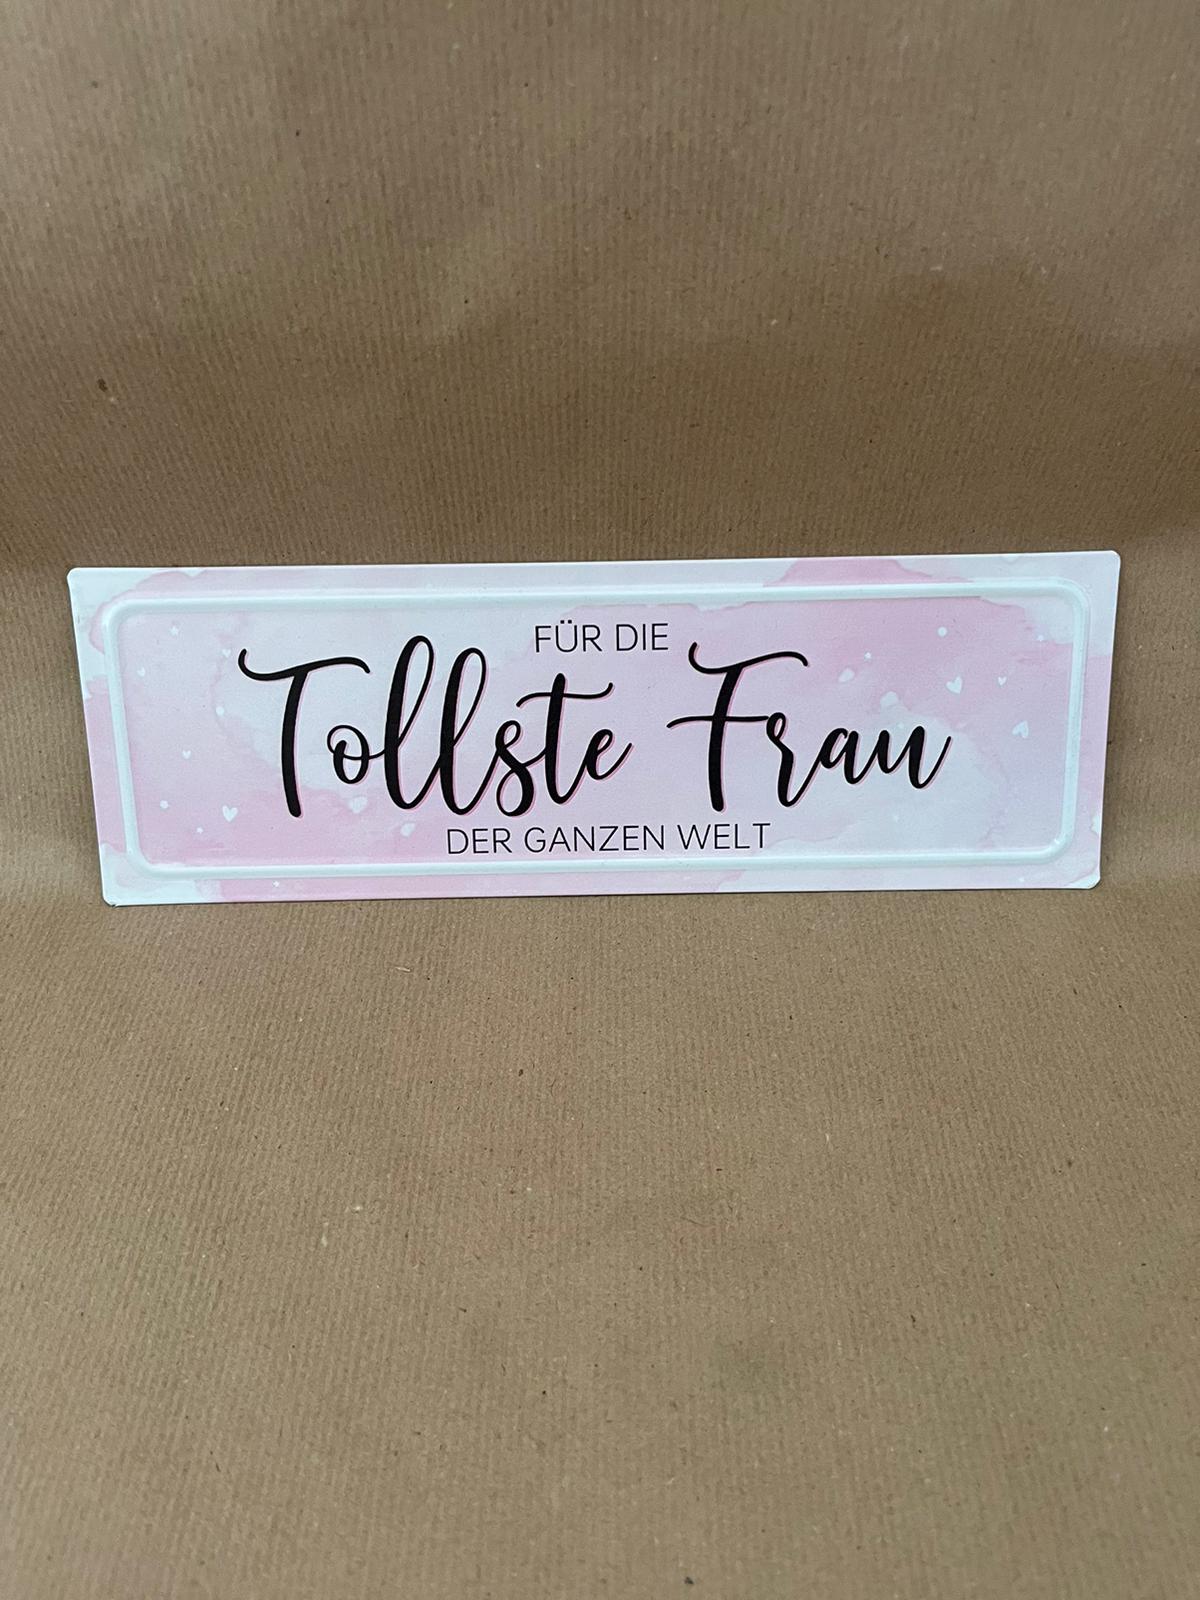 FÜR DIE
Tollste Frau
DER GANZEN WELT